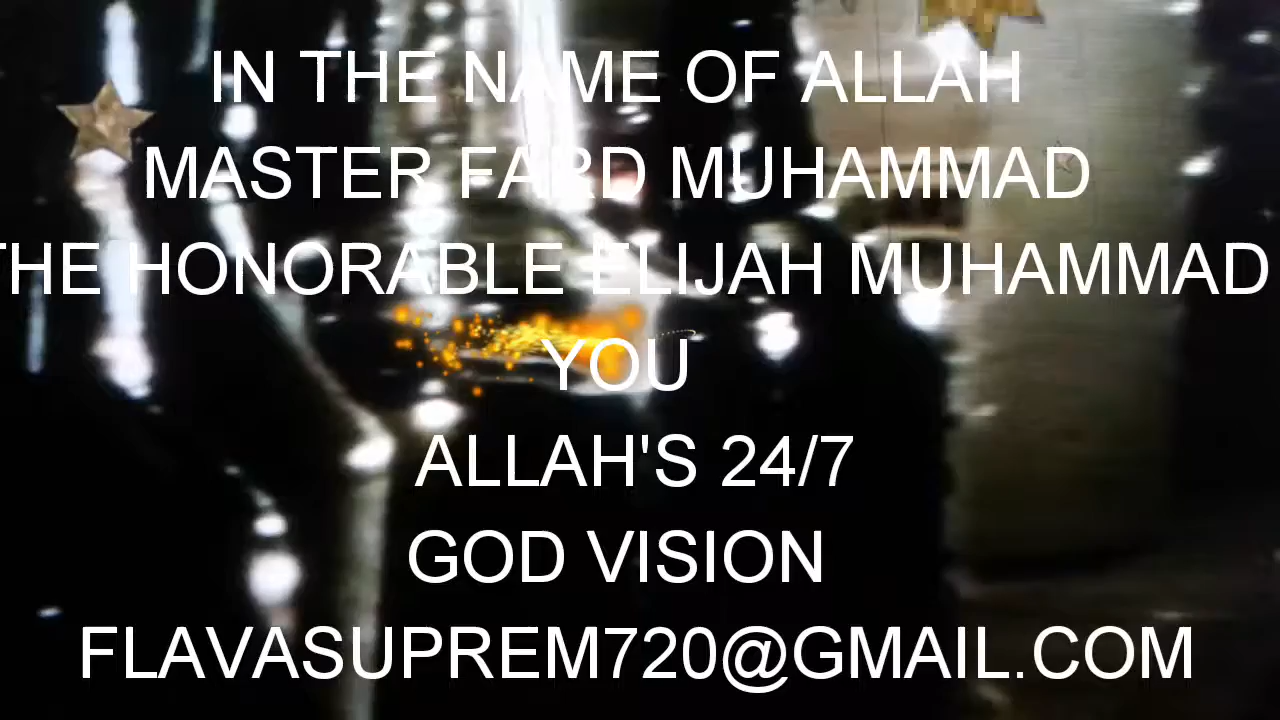 IN THE NAME OF ALLAH
MASTER FARD MUHAMMAD
THE HONORABLE ELIJAH MUHAMMAD
YOU
ALLAH'S 24/7
GOD VISION
FLAVASUPREM720@GMAIL.COM